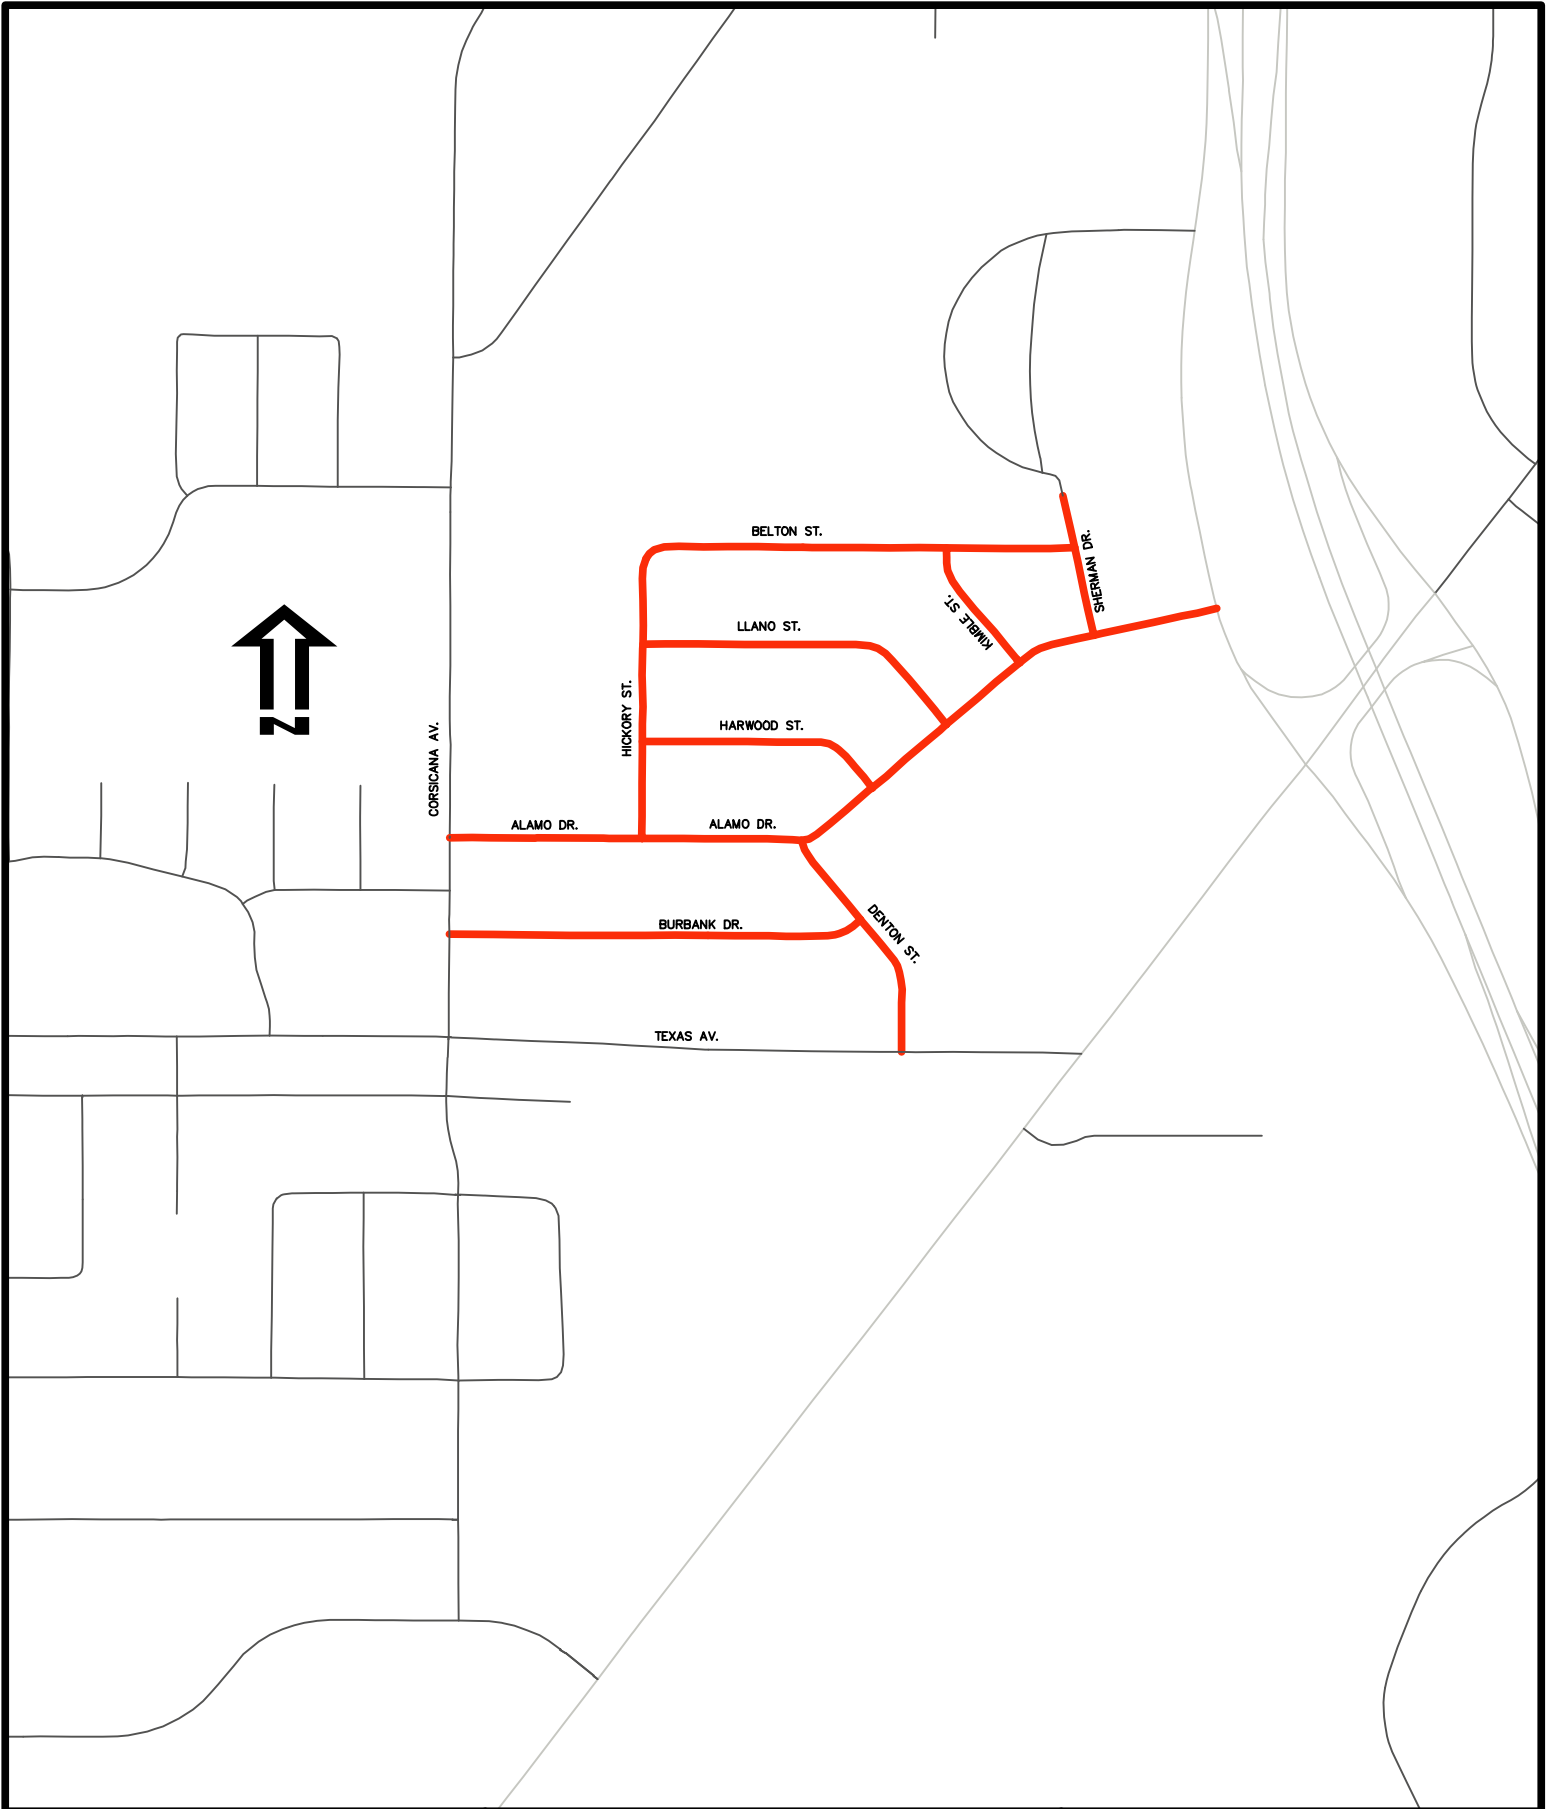 BELTON ST.
SHERMAN DR.
KIMBLE ST.
LLANO ST.
HICKORY ST.
HARWOOD ST.
CORSICANA AV.
N
ALAMO DR.
ALAMO DR.
BURBANK DR.
DENTON ST.
TEXAS AV.